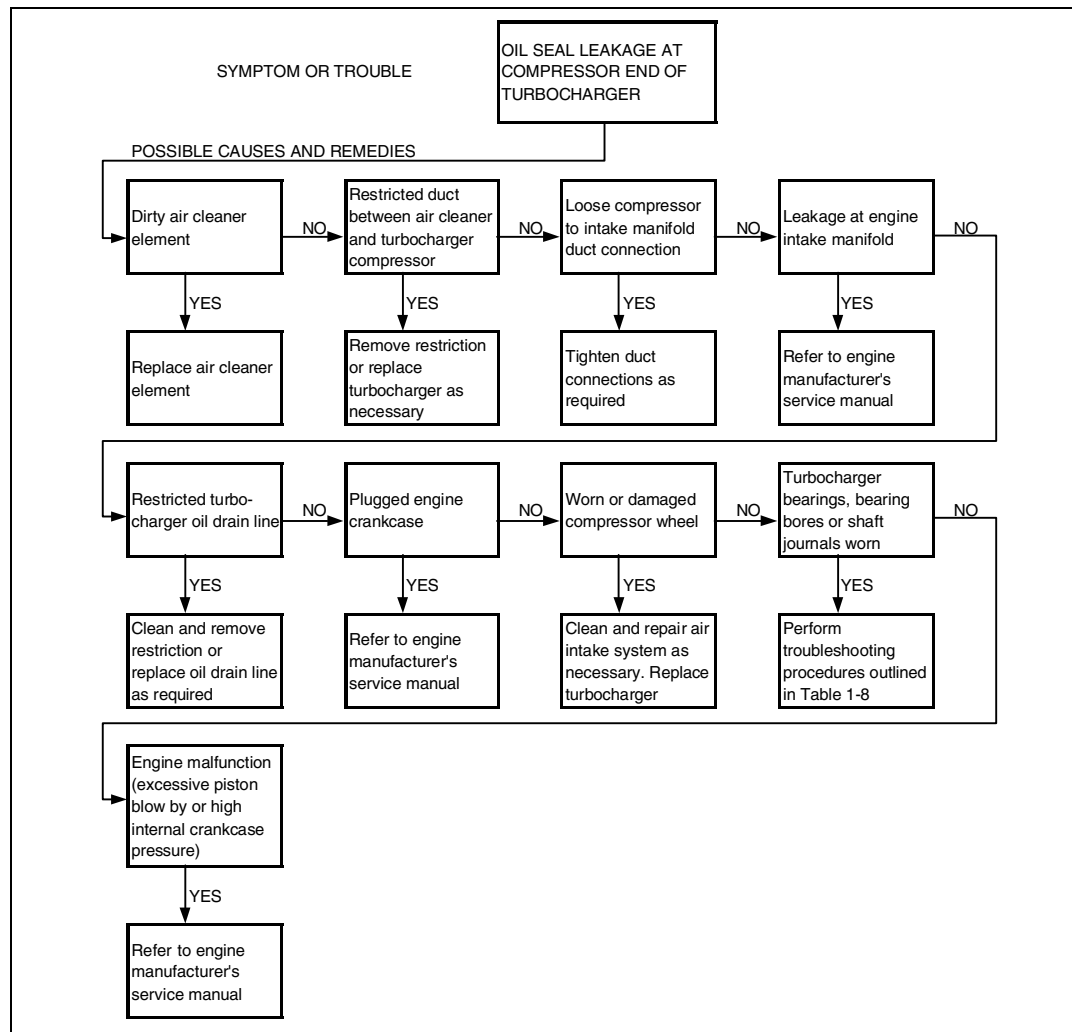 SYMPTOM OR TROUBLE
OIL SEAL LEAKAGE AT
COMPRESSOR END OF
TURBOCHARGER
POSSIBLE CAUSES AND REMEDIES
Dirty air cleaner
element
NO
Restricted duct
between air cleaner
and turbocharger
compressor
NO
Loose compressor
to intake manifold
duct connection
NO
Leakage at engine
intake manifold
NO
YES
YES
YES
YES
Replace air cleaner
element
Remove restriction
or replace
turbocharger as
necessary
Tighten duct
connections as
required
Refer to engine
manufacturer's
service manual
Restricted turbo-
charger oil drain line
NO
Plugged engine
crankcase
NO
Worn or damaged
compressor wheel
NO
Turbocharger
bearings, bearing
bores or shaft
journals worn
NO
YES
YES
YES
YES
Clean and remove
restriction or
replace oil drain line
as required
Refer to engine
manufacturer's
service manual
Clean and repair air
intake system as
necessary. Replace
turbocharger
Perform
troubleshooting
procedures outlined
in Table 1-8
Engine malfunction
(excessive piston
blow by or high
internal crankcase
pressure)
YES
Refer to engine
manufacturer's
service manual